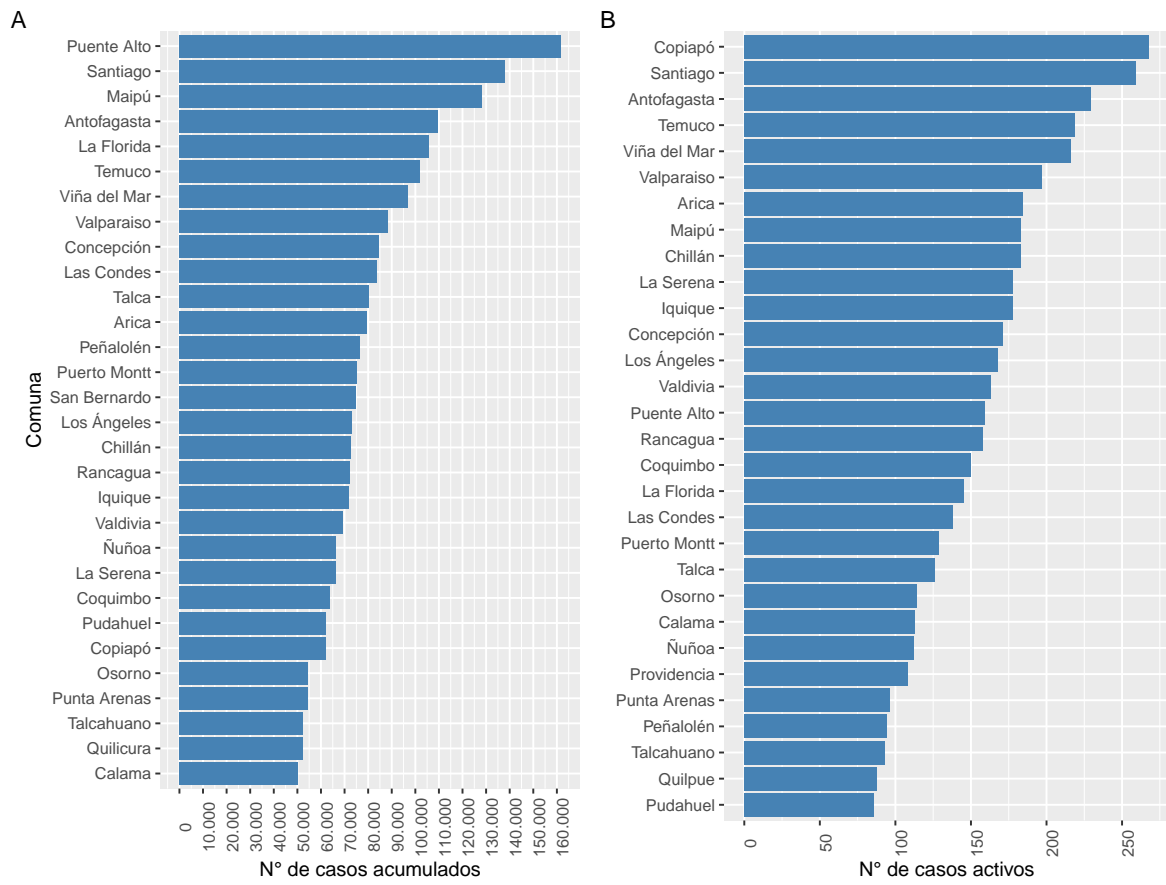 A
Puente Alto
Santiago
Maipú
Antofagasta
La Florida
Temuco
Viña del Mar
Valparaiso
Concepción
Las Condes
Talca
Arica
Peñalolén
Puerto Montt
San Bernardo
Los Ángeles
Chillán
Rancagua
Iquique
Valdivia
Ñuñoa
La Serena
Coquimbo
Pudahuel
Copiapó
Osorno
Punta Arenas
Talcahuano
Quilicura
Calama
Comuna
0
10.000
20.000
30.000
40.000
50.000
60.000
70.000
80.000
90.000
100.000
110.000
120.000
130.000
140.000
150.000
160.000
N° de casos acumulados
B
Copiapó
Santiago
Antofagasta
Temuco
Viña del Mar
Valparaiso
Arica
Maipú
Chillán
La Serena
Iquique
Concepción
Los Ángeles
Valdivia
Puente Alto
Rancagua
Coquimbo
La Florida
Las Condes
Puerto Montt
Talca
Osorno
Calama
Ñuñoa
Providencia
Punta Arenas
Peñalolén
Talcahuano
Quilpue
Pudahuel
0
50
100
150
200
250
N° de casos activos